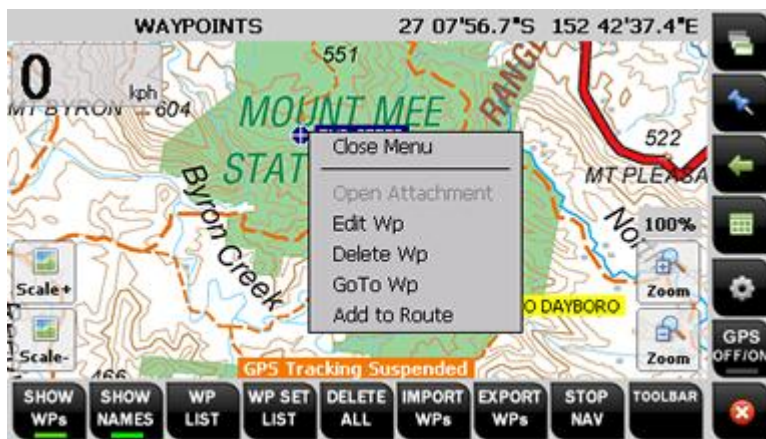 WAYPOINTS 27 07'56.7"S 152 42'37.4"E
551
0 kph
MT BYRON 604
MOUNT MEE
RANG
522
Close Menu
STAT
MT PLEASA
Open Attachment
Byron Creek
Edit Wp
100%
Delete Wp
Nor
GoTo Wp
Scale+
Zoom
O DAYBORO
Add to Route
Scale-
Zoom
GPS OFF/ON
466
GPS Tracking Suspended
SHOW WPs
SHOW NAMES
WP LIST
WP SET LIST
DELETE ALL
IMPORT WPs
EXPORT WPs
STOP NAV
TOOLBAR